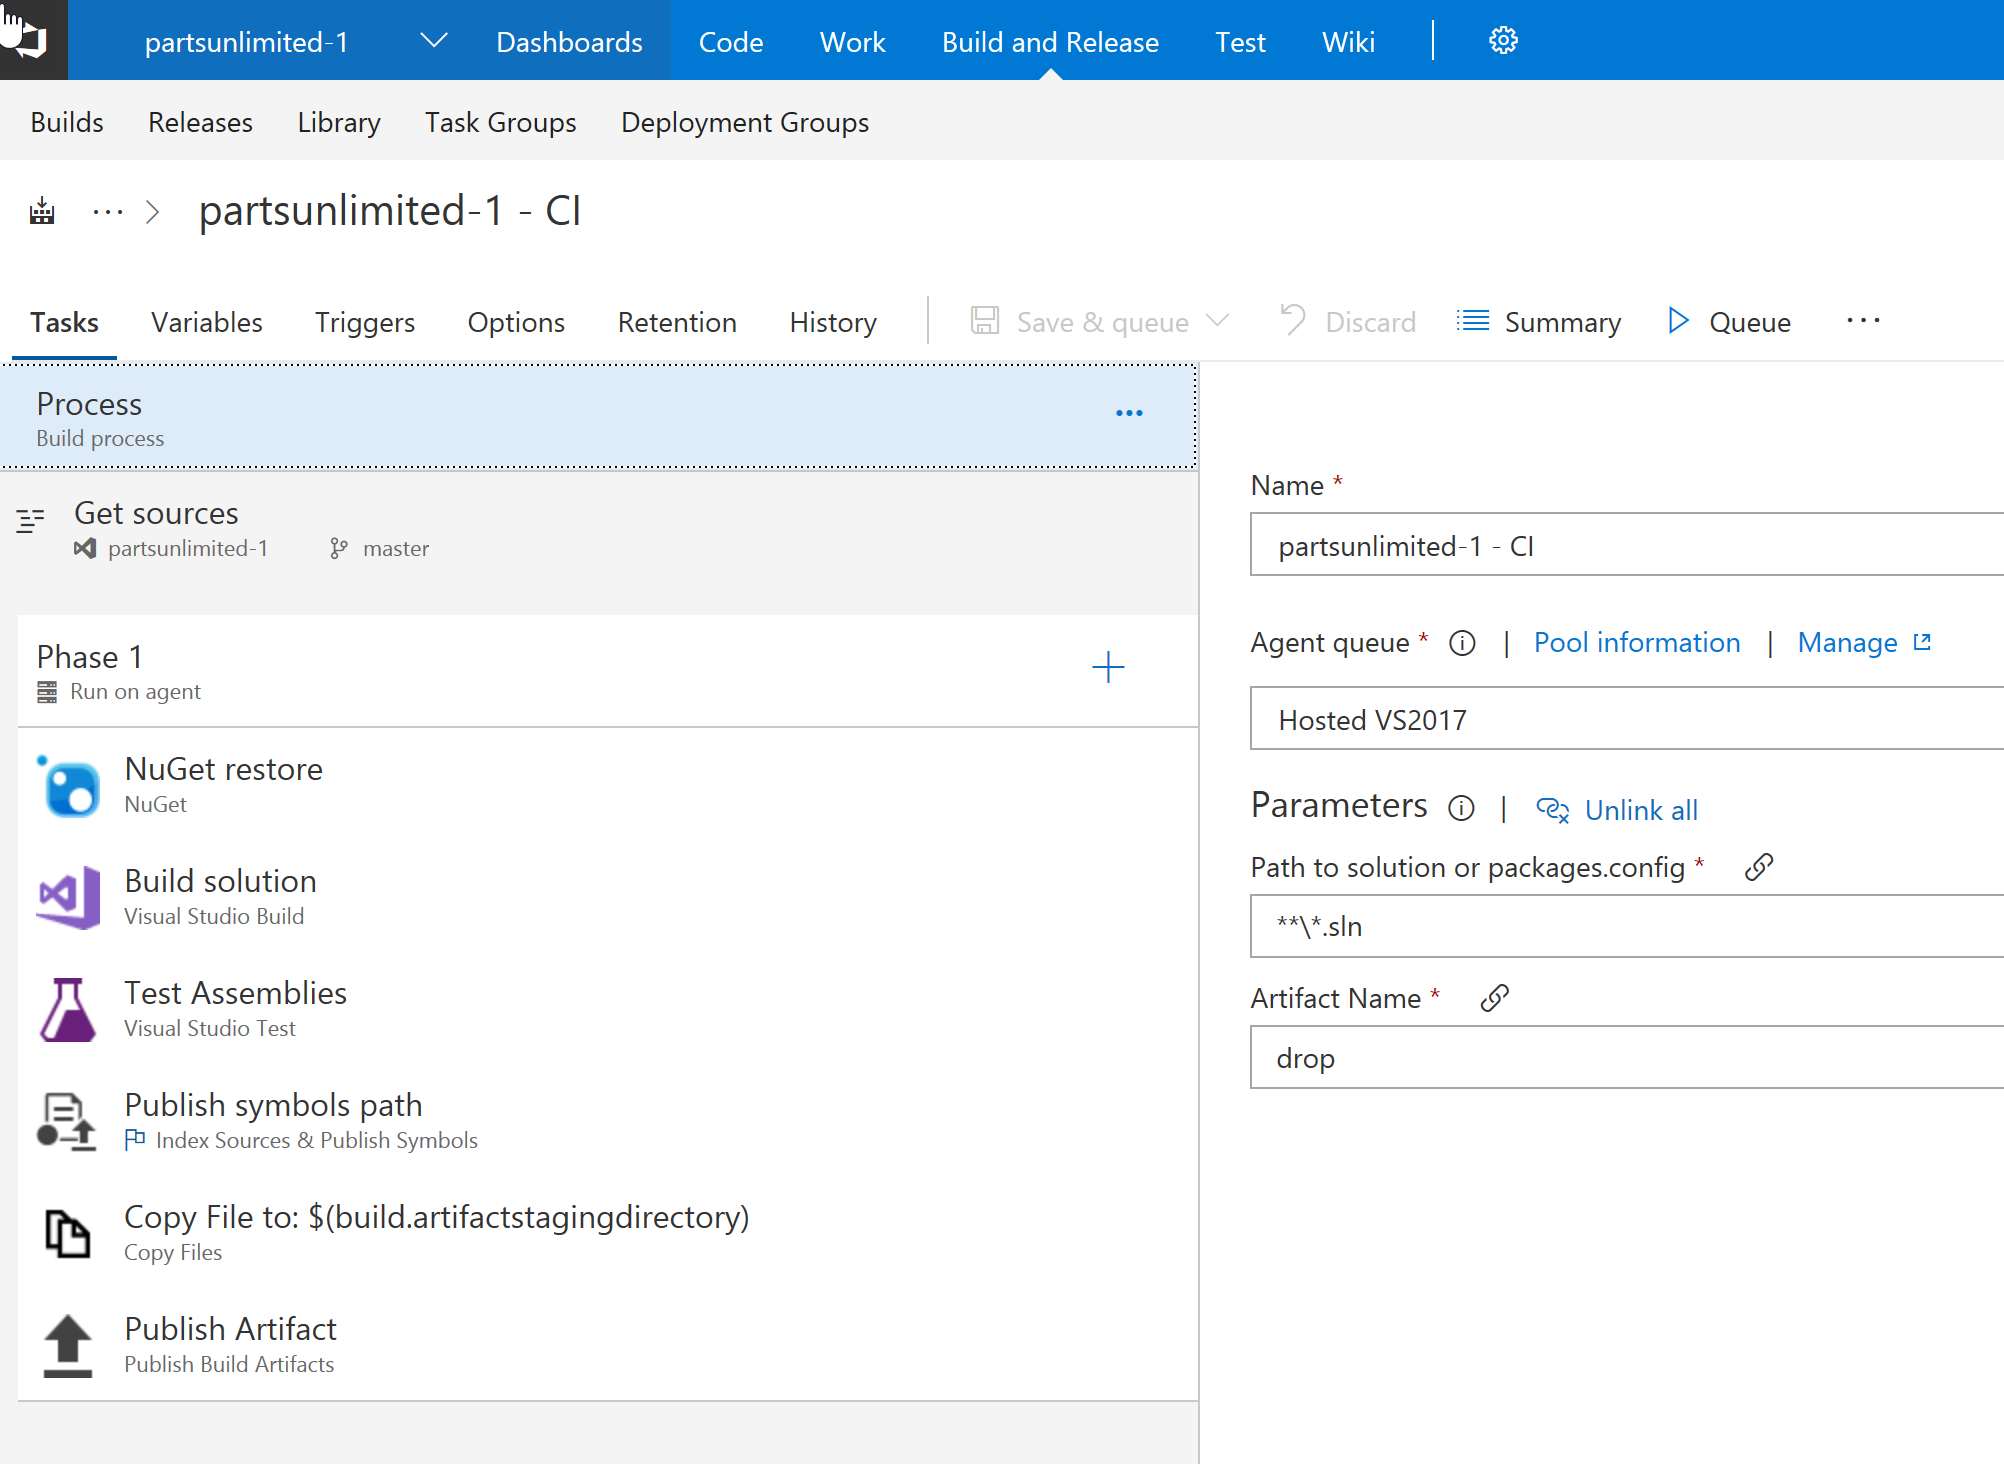 partsunlimited-1 Dashboards Code Work Build and Release Test Wiki
Builds Releases Library Task Groups Deployment Groups
··· > partsunlimited-1 - CI
Tasks Variables Triggers Options Retention History Save & queue Discard Summary Queue ···
Process
Build process
Get sources
partsunlimited-1 master
Phase 1
Run on agent
NuGet restore
NuGet
Build solution
Visual Studio Build
Test Assemblies
Visual Studio Test
Publish symbols path
Index Sources & Publish Symbols
Copy File to: $(build.artifactstagingdirectory)
Copy Files
Publish Artifact
Publish Build Artifacts
Name *
partsunlimited-1 - CI
Agent queue * | Pool information | Manage
Hosted VS2017
Parameters | Unlink all
Path to solution or packages.config *
**\*.sln
Artifact Name *
drop